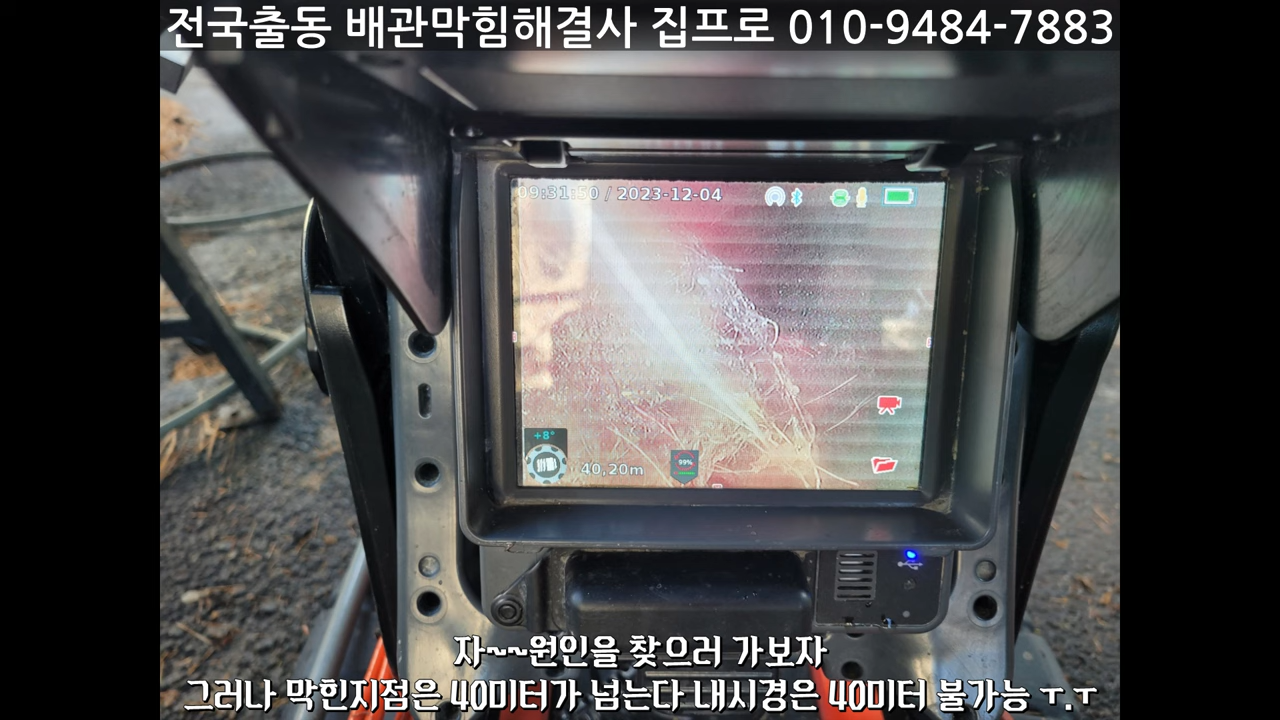 전국출동 배관막힘해결사 집프로 010-9484-7883
09:31:50 / 2023-12-04
+8°
40,20m
99%
자~~원인을 찾으러 가보자
그러나 막힌지점은 40미터가 넘는다 내시경은 40미터 불가능 ㅜ.ㅜ